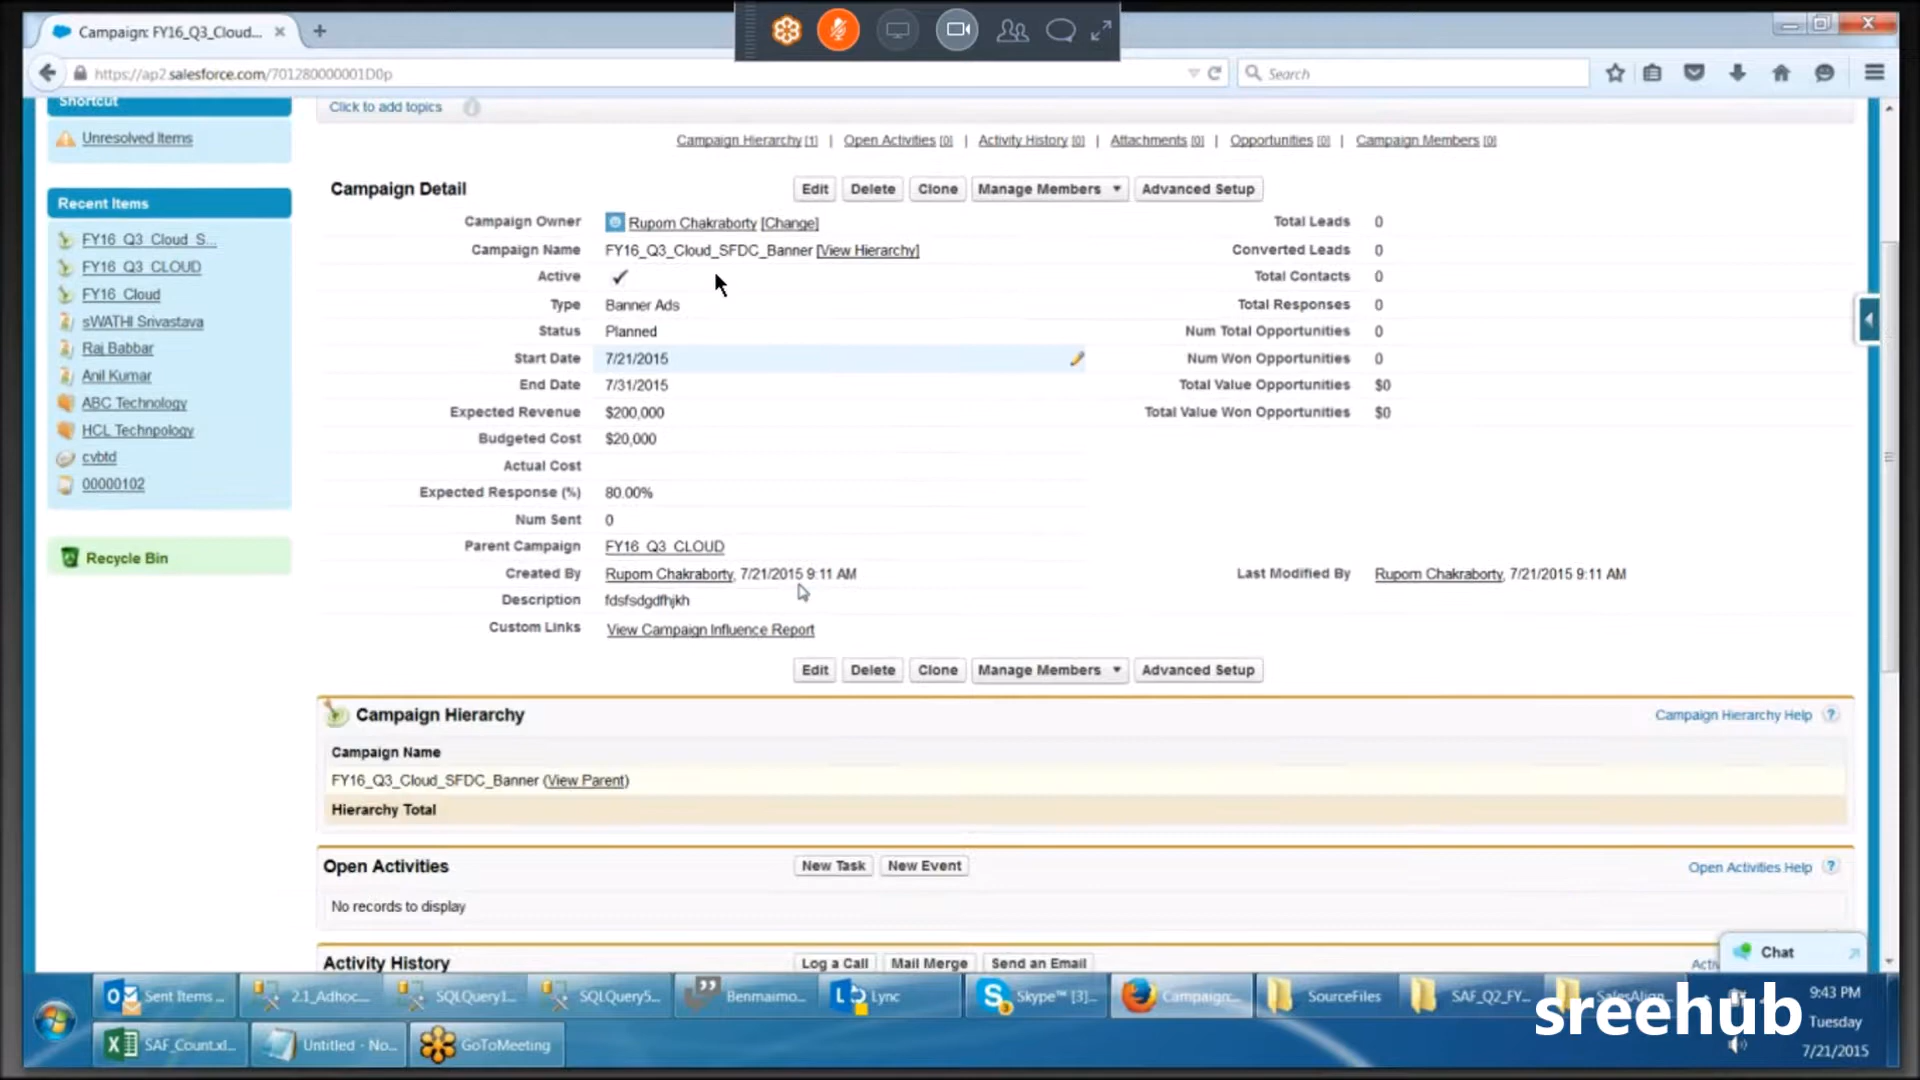 Campaign: FY16_Q3_Cloud...
https://ap2.salesforce.com/701280000001D0p
Search
Shortcut
Unresolved Items
Recent Items
FY16_Q3_Cloud_S...
FY16_Q3_CLOUD
FY16_Cloud
sWATHI Srivastava
Raj Babbar
Anil Kumar
ABC Technology
HCL Technpology
cvbtd
00000102
Recycle Bin
Click to add topics
Campaign Hierarchy [1] | Open Activities [0] | Activity History [0] | Attachments [0] | Opportunities [0] | Campaign Members [0]
Campaign Detail
Edit Delete Clone Manage Members Advanced Setup
Campaign Owner Rupom Chakraborty [Change] Total Leads 0
Campaign Name FY16_Q3_Cloud_SFDC_Banner [View Hierarchy] Converted Leads 0
Active Total Contacts 0
Type Banner Ads Total Responses 0
Status Planned Num Total Opportunities 0
Start Date 7/21/2015 Num Won Opportunities 0
End Date 7/31/2015 Total Value Opportunities $0
Expected Revenue $200,000 Total Value Won Opportunities $0
Budgeted Cost $20,000
Actual Cost
Expected Response (%) 80.00%
Num Sent 0
Parent Campaign FY16_Q3_CLOUD
Created By Rupom Chakraborty, 7/21/2015 9:11 AM Last Modified By Rupom Chakraborty, 7/21/2015 9:11 AM
Description fdsfsdgdfhjkh
Custom Links View Campaign Influence Report
Edit Delete Clone Manage Members Advanced Setup
Campaign Hierarchy Campaign Hierarchy Help ?
Campaign Name
FY16_Q3_Cloud_SFDC_Banner (View Parent)
Hierarchy Total
Open Activities New Task New Event Open Activities Help ?
No records to display
Activity History Log a Call Mail Merge Send an Email
Chat
Sent Items ... 2.1_Adhoc... SQLQuery1... SQLQuery5... Benmaimo... Lync Skype™ [3]... Campaign:... SourceFiles SAF_Q2_FY...
SAF_Count.xl... Untitled - No... GoToMeeting
sreehub
9:43 PM
Tuesday
7/21/2015